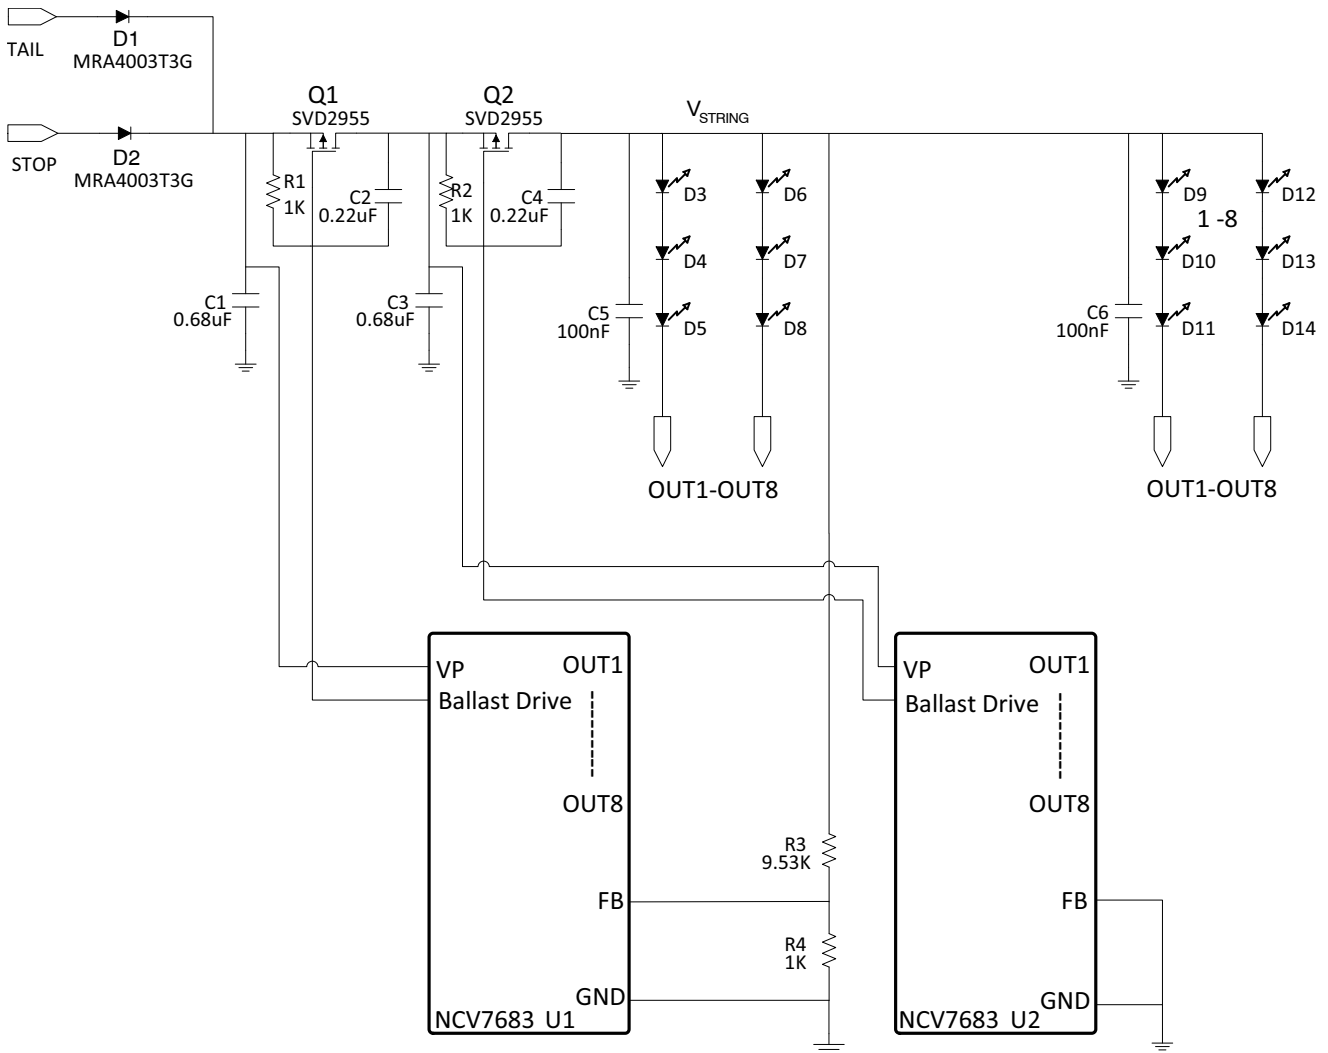 TAIL
D1
MRA4003T3G
STOP
D2
MRA4003T3G
Q1
SVD2955
Q2
SVD2955
VSTRING
R1
1K
C2
0.22uF
R2
1K
C4
0.22uF
C1
0.68uF
C3
0.68uF
C5
100nF
D3
D4
D5
D6
D7
D8
OUT1-OUT8
C6
100nF
D9
1 -8
D10
D11
D12
D13
D14
OUT1-OUT8
VP
Ballast Drive
OUT1
OUT8
FB
GND
NCV7683 U1
R3
9.53K
R4
1K
VP
Ballast Drive
OUT1
OUT8
FB
GND
NCV7683 U2